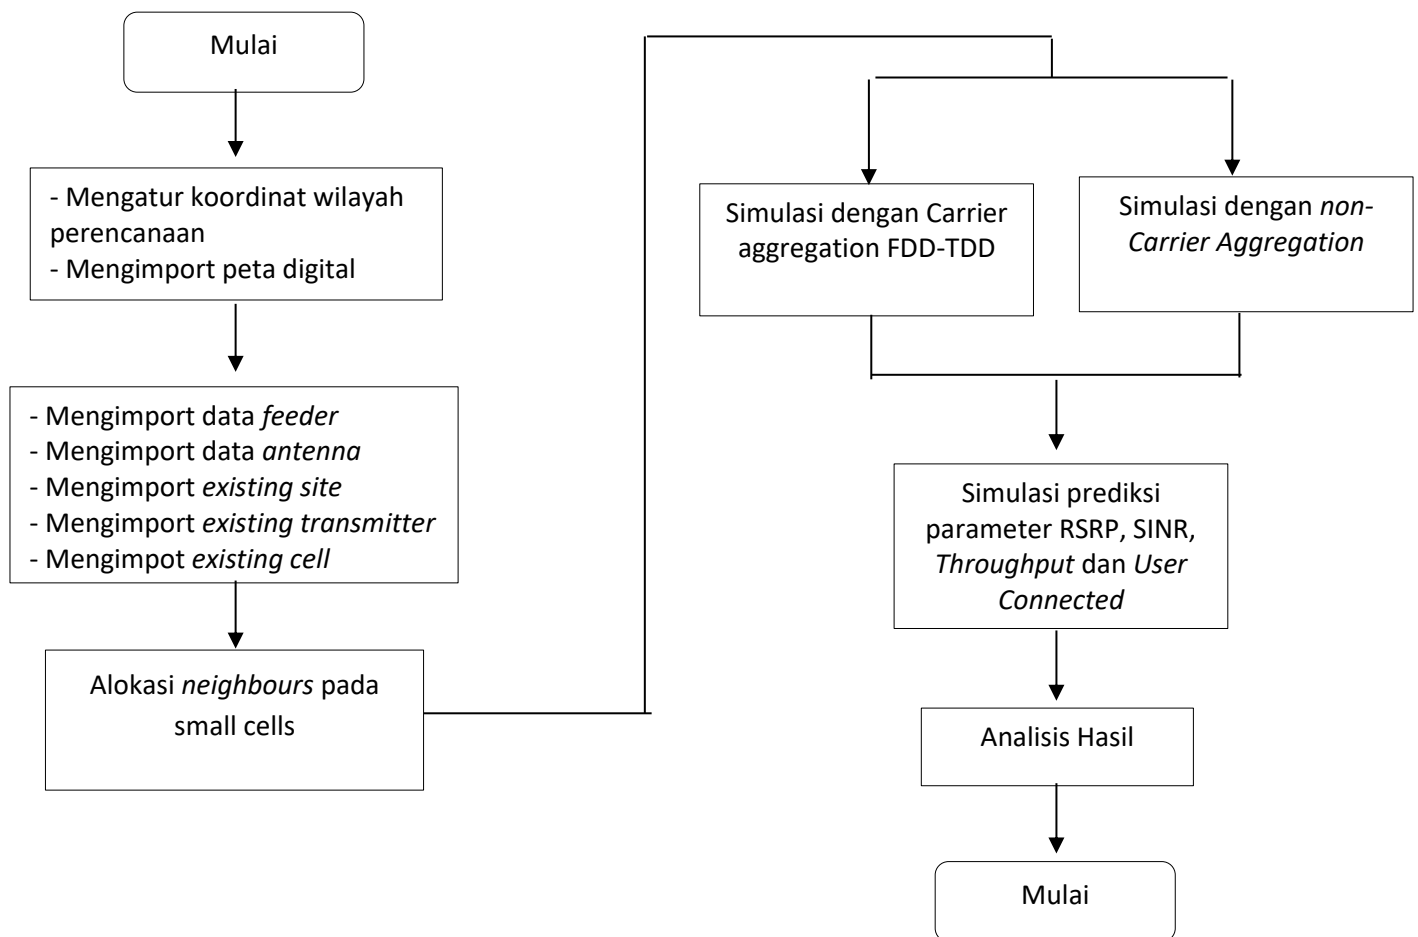 Mulai
- Mengatur koordinat wilayah
perencanaan
- Mengimport peta digital
- Mengimport data feeder
- Mengimport data antenna
- Mengimport existing site
- Mengimport existing transmitter
- Mengimpot existing cell
Alokasi neighbours pada
small cells
Simulasi dengan Carrier
aggregation FDD-TDD
Simulasi dengan non-
Carrier Aggregation
Simulasi prediksi
parameter RSRP, SINR,
Throughput dan User
Connected
Analisis Hasil
Mulai